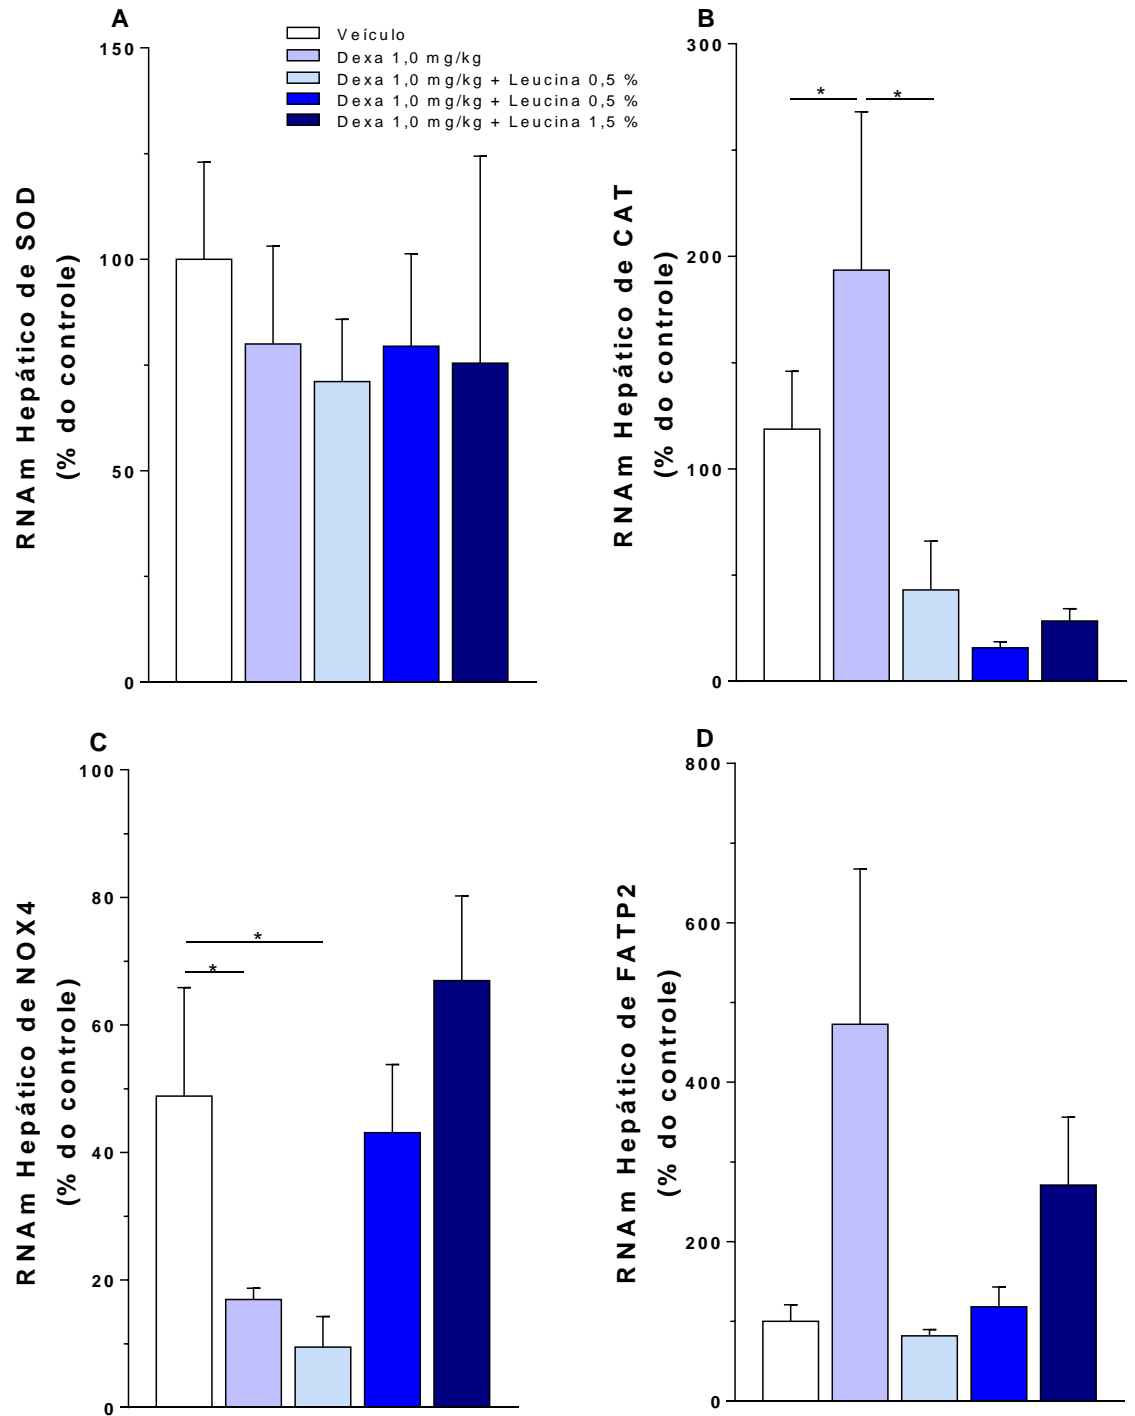 A
Veículo
Dexa 1,0 mg/kg
Dexa 1,0 mg/kg + Leucina 0,5 %
Dexa 1,0 mg/kg + Leucina 0,5 %
Dexa 1,0 mg/kg + Leucina 1,5 %
150
100
50
0
RNAm Hepático de SOD
(% do controle)
B
300
200
100
0
RNAm Hepático de CAT
(% do controle)
*
*
C
100
80
60
40
20
0
RNAm Hepático de NOX4
(% do controle)
*
*
D
800
600
400
200
0
RNAm Hepático de FATP2
(% do controle)